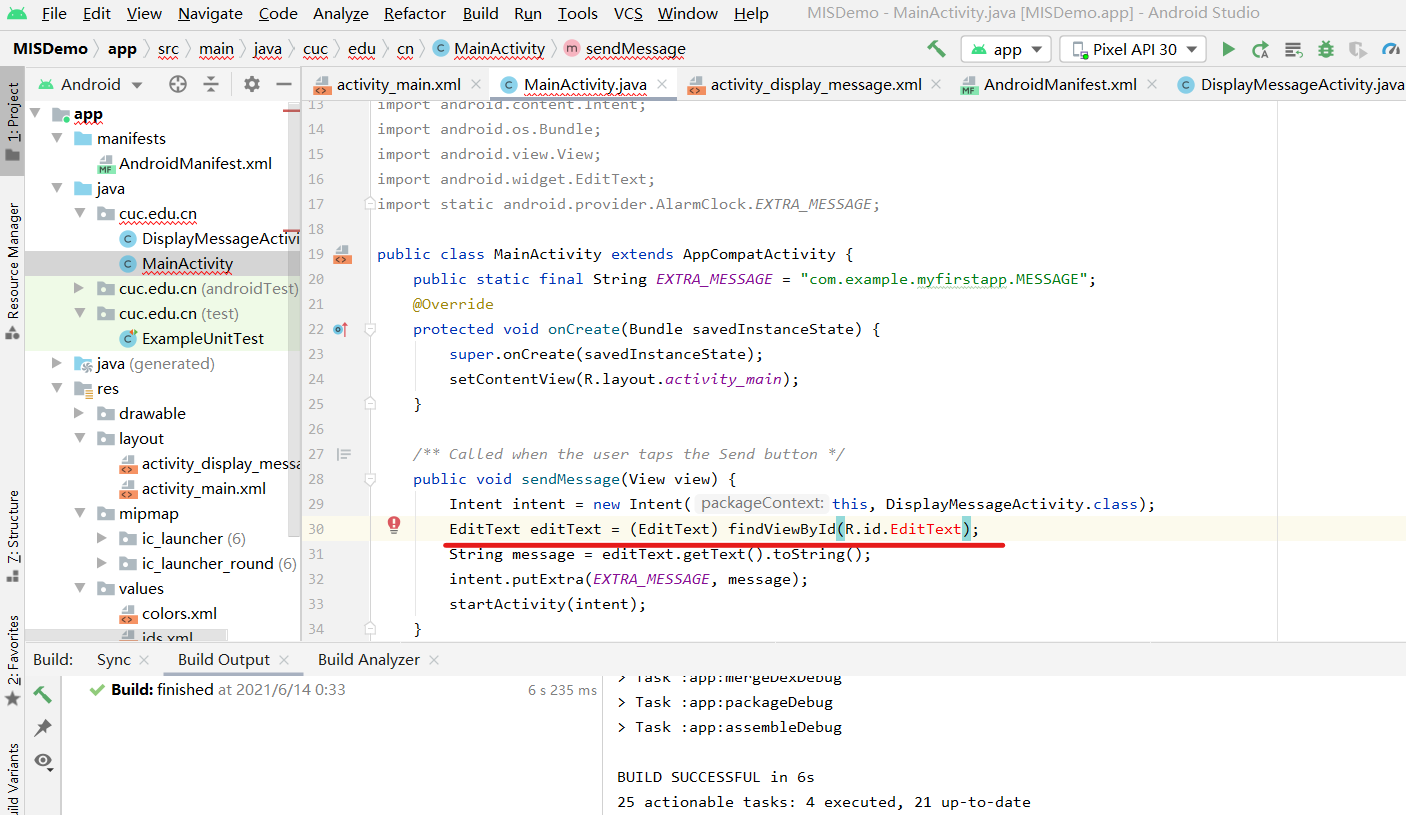 File Edit View Navigate Code Analyze Refactor Build Run Tools VCS Window Help MISDemo - MainActivity.java [MISDemo.app] - Android Studio
MISDemo app src main java cuc edu cn MainActivity sendMessage app Pixel API 30
1: Project
Resource Manager
Z: Structure
2: Favorites
Build Variants
Android
app
manifests
AndroidManifest.xml
java
cuc.edu.cn
DisplayMessageActivi
MainActivity
cuc.edu.cn (androidTest)
cuc.edu.cn (test)
ExampleUnitTest
java (generated)
res
drawable
layout
activity_display_messa
activity_main.xml
mipmap
ic_launcher (6)
ic_launcher_round (6)
values
colors.xml
ids.xml
activity_main.xml MainActivity.java activity_display_message.xml AndroidManifest.xml DisplayMessageActivity.java
13 import android.content.Intent;
14 import android.os.Bundle;
15 import android.view.View;
16 import android.widget.EditText;
17 import static android.provider.AlarmClock.EXTRA_MESSAGE;
18
19 public class MainActivity extends AppCompatActivity {
20 public static final String EXTRA_MESSAGE = "com.example.myfirstapp.MESSAGE";
21 @Override
22 protected void onCreate(Bundle savedInstanceState) {
23 super.onCreate(savedInstanceState);
24 setContentView(R.layout.activity_main);
25 }
26
27 /** Called when the user taps the Send button */
28 public void sendMessage(View view) {
29 Intent intent = new Intent( packageContext: this, DisplayMessageActivity.class);
30 EditText editText = (EditText) findViewById(R.id.EditText);
31 String message = editText.getText().toString();
32 intent.putExtra(EXTRA_MESSAGE, message);
33 startActivity(intent);
34 }
Build: Sync Build Output Build Analyzer
Build: finished at 2021/6/14 0:33 6 s 235 ms
> Task :app:mergeDexDebug
> Task :app:packageDebug
> Task :app:assembleDebug
BUILD SUCCESSFUL in 6s
25 actionable tasks: 4 executed, 21 up-to-date